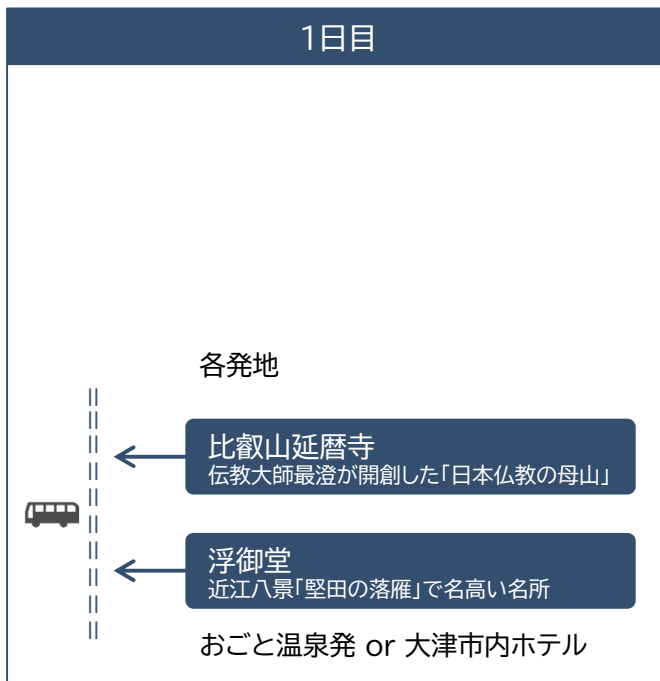 1日目
各発地
比叡山延暦寺
伝教大師最澄が開創した「日本仏教の母山」
浮御堂
近江八景「堅田の落雁」で名高い名所
おごと温泉発 or 大津市内ホテル